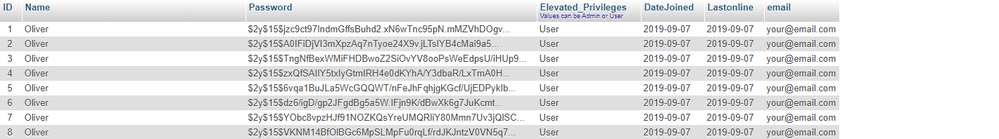 ID Name Password Elevated_Privileges DateJoined Lastonline email
Values can be Admin or User
1 Oliver $2y$15$jzc9ct97IndmGffsBuhd2.xN6wTnc95pN.mMZVhDOgv... User 2019-09-07 2019-09-07 your@email.com
2 Oliver $2y$15$A0IFiDjVI3mXpzAq7nTyoe24X9v.jLTslYB4cMai9a5... User 2019-09-07 2019-09-07 your@email.com
3 Oliver $2y$15$TngNfBexWMiFHDBwoZ2SiOvYV8ooPsWeEdpsU/iHUp9... User 2019-09-07 2019-09-07 your@email.com
4 Oliver $2y$15$zxQfSAIlY5txlyGtmIRH4e0dKYhA/Y3dbaR/LxTmA0H... User 2019-09-07 2019-09-07 your@email.com
5 Oliver $2y$15$6vqa1BuJLa5WcGQQWT/nFeJhFqhjgKGcf/UjEDPykIb... User 2019-09-07 2019-09-07 your@email.com
6 Oliver $2y$15$dz6/igD/gp2JFgdBg5a5W.IFjn9K/dBwXk6g7JuKcmt... User 2019-09-07 2019-09-07 your@email.com
7 Oliver $2y$15$YObc8vpzHJf91NOZKQsYreUMQRliY80Mmn7Uv3jQlSC... User 2019-09-07 2019-09-07 your@email.com
8 Oliver $2y$15$VKNM14BfOlBGc6MpSLMpFu0rqLf/rdJKJntzV0VN5q7... User 2019-09-07 2019-09-07 your@email.com